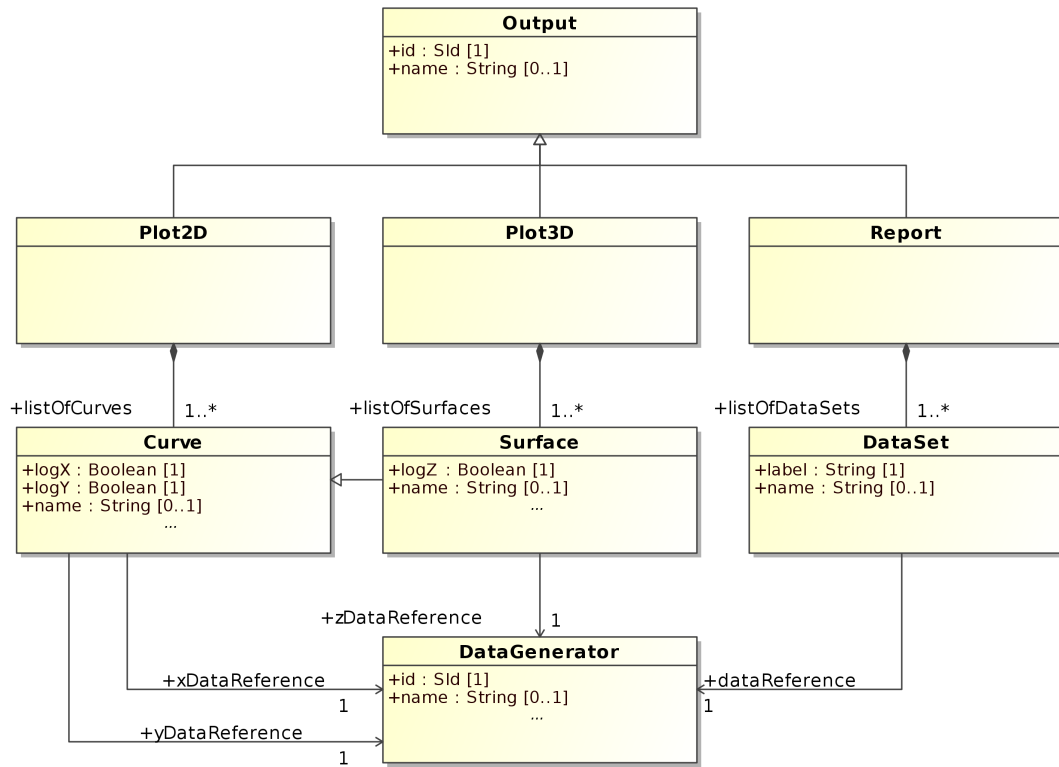 Output
+id : SId [1]
+name : String [0..1]
Plot2D
Plot3D
Report
+listOfCurves
1..*
+listOfSurfaces
1..*
+listOfDataSets
1..*
Curve
+logX : Boolean [1]
+logY : Boolean [1]
+name : String [0..1]
...
Surface
+logZ : Boolean [1]
+name : String [0..1]
...
DataSet
+label : String [1]
+name : String [0..1]
+zDataReference
1
DataGenerator
+id : SId [1]
+name : String [0..1]
...
+xDataReference
1
+yDataReference
1
+dataReference
1